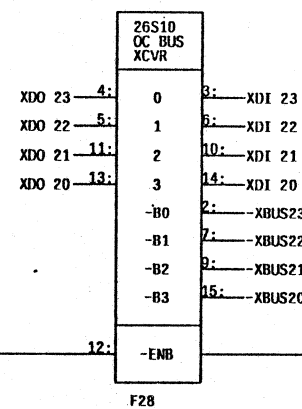 26S10
OC BUS
XCVR
XDO 23 4: 0 3: XDI 23
XDO 22 5: 1 6: XDI 22
XDO 21 11: 2 10: XDI 21
XDO 20 13: 3 14: XDI 20
-B0 2: -XBUS23
-B1 7: -XBUS22
-B2 9: -XBUS21
-B3 15: -XBUS20
12: -ENB
F28